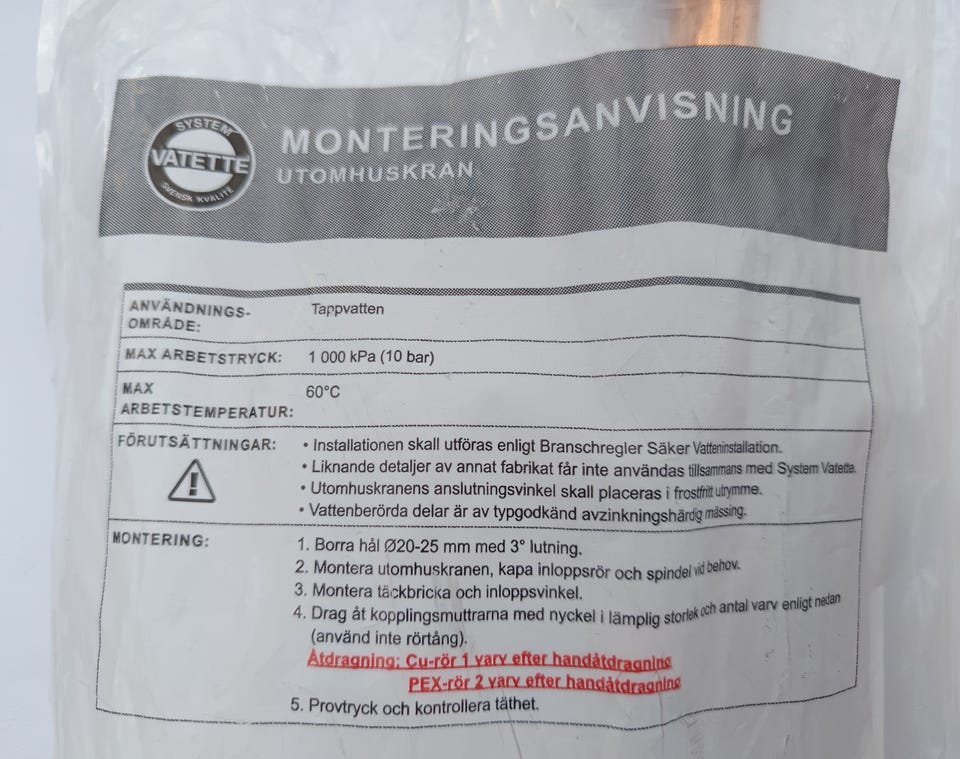 SYSTEM
VATETTE
SVENSK KVALITÉ
MONTERINGSANVISNING
UTOMHUSKRAN
ANVÄNDNINGS-
OMRÅDE:
Tappvatten
MAX ARBETSTRYCK: 1 000 kPa (10 bar)
MAX
ARBETSTEMPERATUR:
60°C
FÖRUTSÄTTNINGAR: • Installationen skall utföras enligt Branschregler Säker Vatteninstallation.
• Liknande detaljer av annat fabrikat får inte användas tillsammans med System Vatette.
• Utomhuskranens anslutningsvinkel skall placeras i frostfritt utrymme.
• Vattenberörda delar är av typgodkänd avzinkningshärdig mässing.
MONTERING: 1. Borra hål Ø20-25 mm med 3° lutning.
2. Montera utomhuskranen, kapa inloppsrör och spindel vid behov.
3. Montera täckbricka och inloppsvinkel.
4. Drag åt kopplingsmuttrarna med nyckel i lämplig storlek och antal varv enligt nedan
(använd inte rörtång).
Åtdragning: Cu-rör 1 varv efter handåtdragning
PEX-rör 2 varv efter handåtdragning
5. Provtryck och kontrollera täthet.